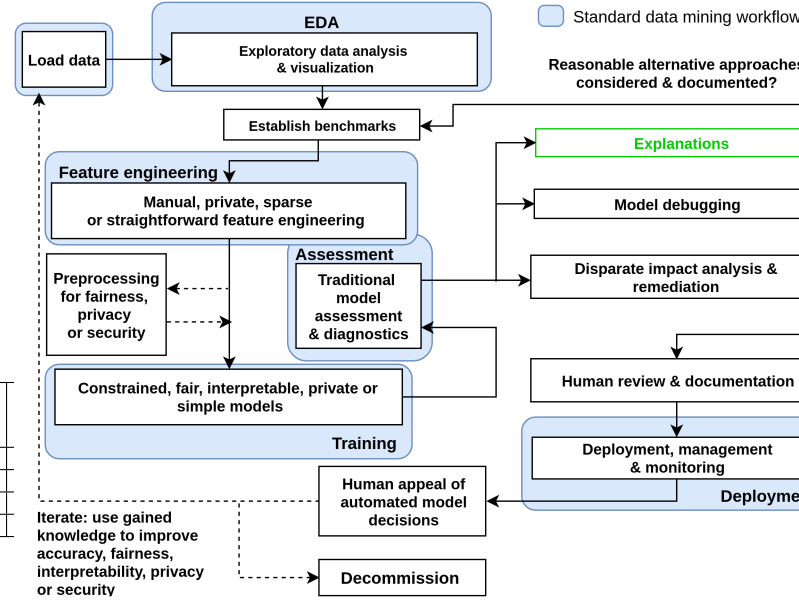 EDA
Standard data mining workflow
Load data
Exploratory data analysis
& visualization
Reasonable alternative approaches
considered & documented?
Establish benchmarks
Explanations
Feature engineering
Manual, private, sparse
or straightforward feature engineering
Model debugging
Assessment
Traditional
model
assessment
& diagnostics
Disparate impact analysis &
remediation
Preprocessing
for fairness,
privacy
or security
Constrained, fair, interpretable, private or
simple models
Training
Human review & documentation
Deployment, management
& monitoring
Deployme
Human appeal of
automated model
decisions
Iterate: use gained
knowledge to improve
accuracy, fairness,
interpretability, privacy
or security
Decommission